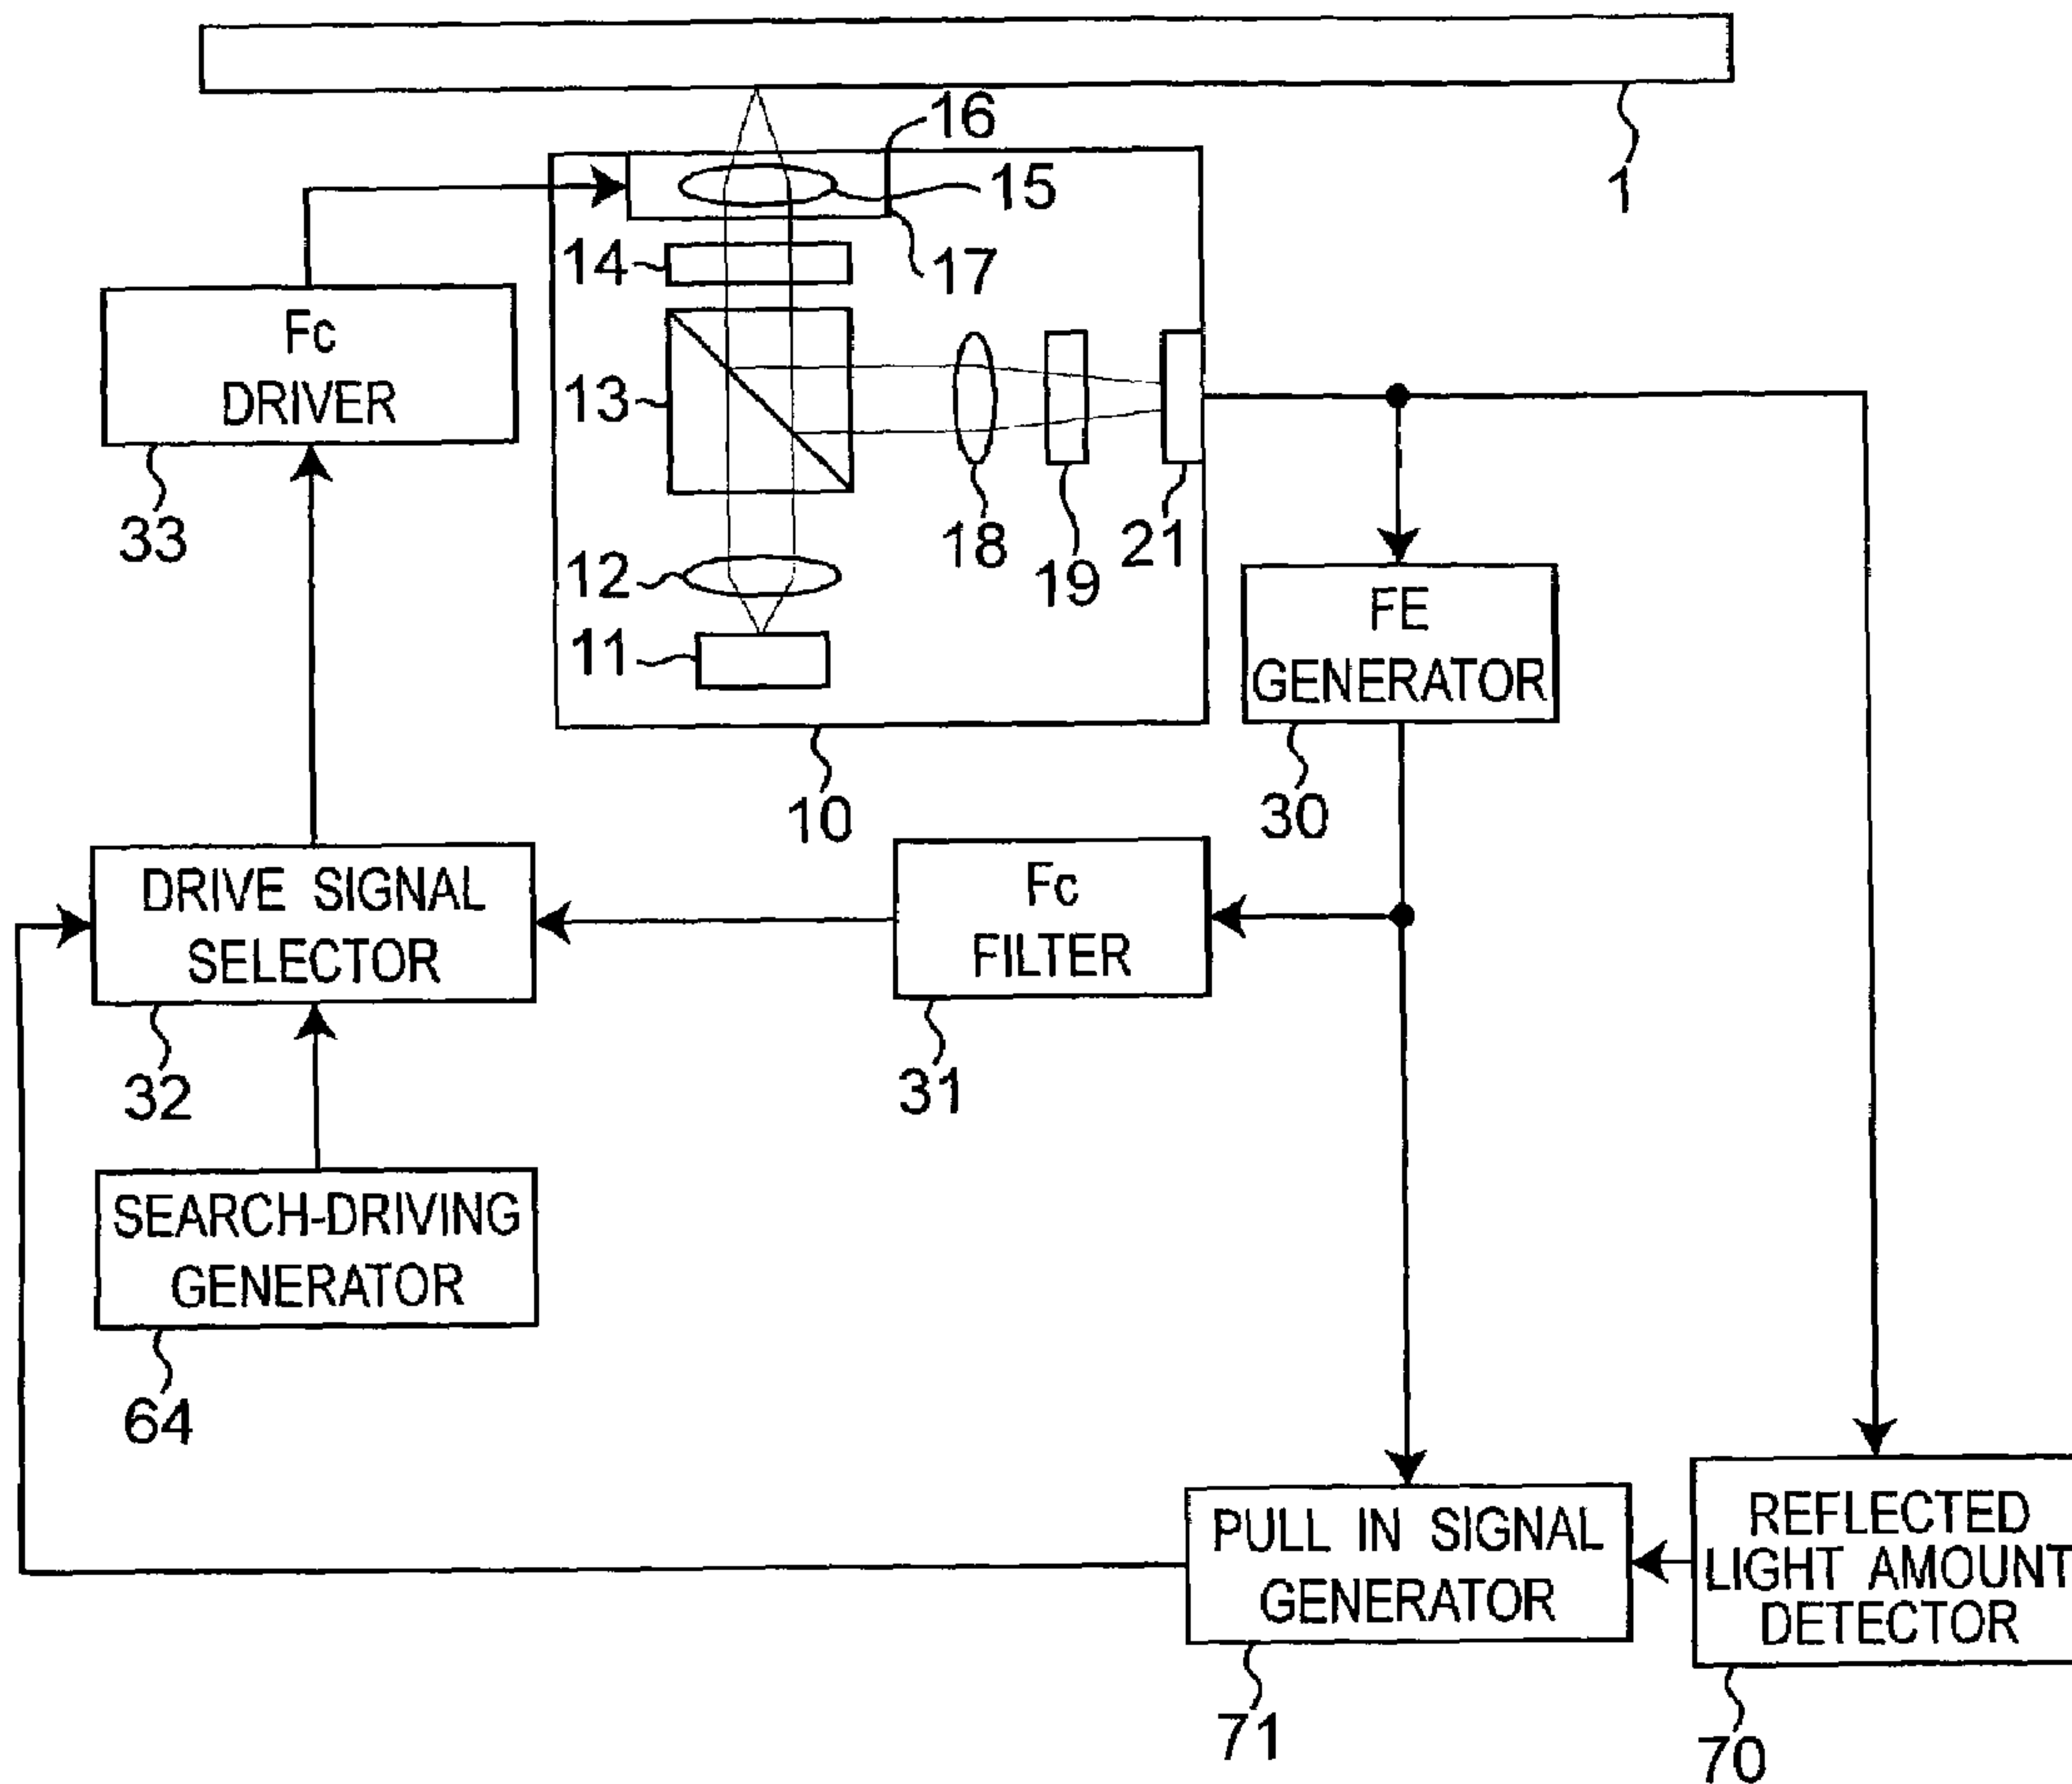 16
15
1
14
17
Fc
DRIVER
13
33
18
19
21
12
FE
GENERATOR
11
10
30
DRIVE SIGNAL
SELECTOR
Fc
FILTER
32
31
SEARCH-DRIVING
GENERATOR
64
PULL IN SIGNAL
GENERATOR
REFLECTED
LIGHT AMOUNT
DETECTOR
71
70